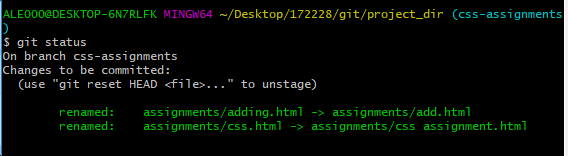 ALEOOO@DESKTOP-6N7RLFK MINGW64 ~/Desktop/172228/git/project_dir (css-assignments
)
$ git status
On branch css-assignments
Changes to be committed:
  (use "git reset HEAD <file>..." to unstage)
        renamed:    assignments/adding.html -> assignments/add.html
        renamed:    assignments/css.html -> assignments/css assignment.html